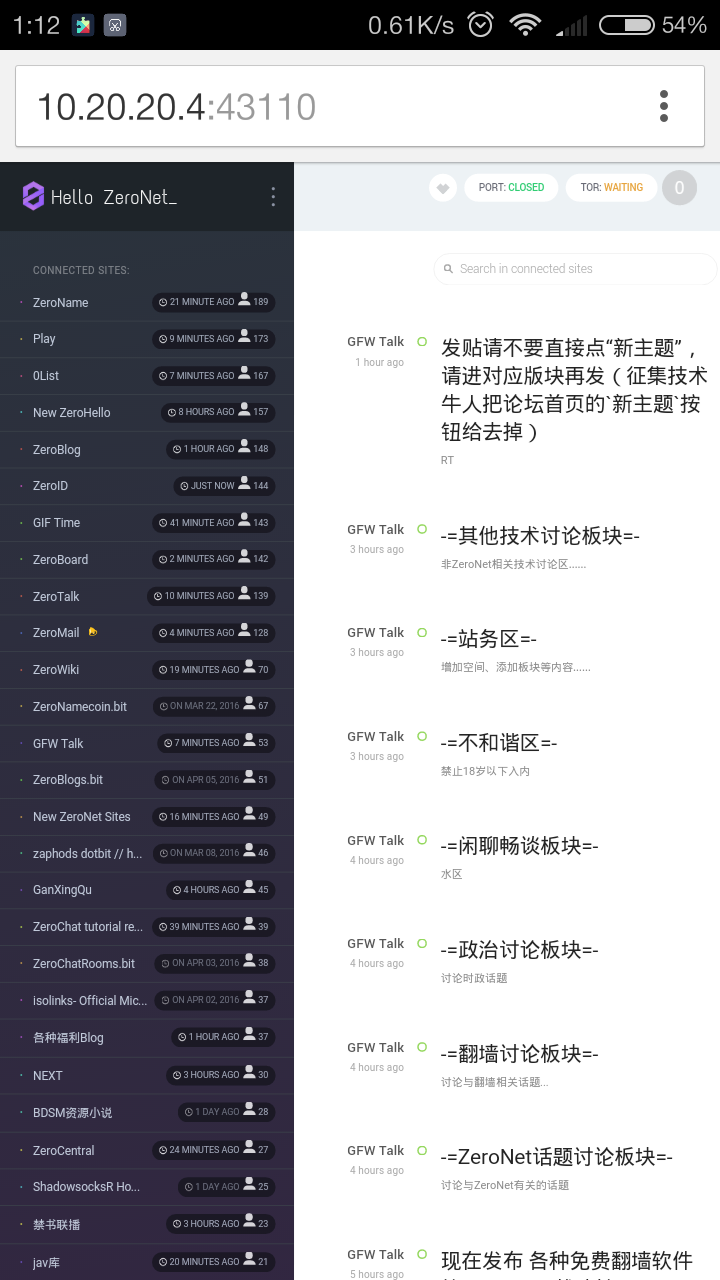 1:12 0.61K/s 54%
10.20.20.4:43110
Hello ZeroNet_
CONNECTED SITES:
ZeroName 21 MINUTE AGO 189
Play 9 MINUTES AGO 173
0List 7 MINUTES AGO 167
New ZeroHello 8 HOURS AGO 157
ZeroBlog 1 HOUR AGO 148
ZeroID JUST NOW 144
GIF Time 41 MINUTE AGO 143
ZeroBoard 2 MINUTES AGO 142
ZeroTalk 10 MINUTES AGO 139
ZeroMail 4 MINUTES AGO 128
ZeroWiki 19 MINUTES AGO 70
ZeroNamecoin.bit ON MAR 22, 2016 67
GFW Talk 7 MINUTES AGO 53
ZeroBlogs.bit ON APR 05, 2016 51
New ZeroNet Sites 16 MINUTES AGO 49
zaphods dotbit // h... ON MAR 08, 2016 46
GanXingQu 4 HOURS AGO 45
ZeroChat tutorial re... 39 MINUTES AGO 39
ZeroChatRooms.bit ON APR 03, 2016 38
isolinks- Official Mic... ON APR 02, 2016 37
各种福利Blog 1 HOUR AGO 37
NEXT 3 HOURS AGO 30
BDSM资源小说 1 DAY AGO 28
ZeroCentral 24 MINUTES AGO 27
ShadowsocksR Ho... 1 DAY AGO 25
禁书联播 3 HOURS AGO 23
jav库 20 MINUTES AGO 21
PORT: CLOSED TOR: WAITING 0
Search in connected sites
GFW Talk
1 hour ago
发贴请不要直接点“新主题”，
请进对应版块再发（征集技术
牛人把论坛首页的`新主题`按
钮给去掉）
RT
GFW Talk
3 hours ago
-=其他技术讨论板块=-
非ZeroNet相关技术讨论区......
GFW Talk
3 hours ago
-=站务区=-
增加空间、添加板块等内容......
GFW Talk
3 hours ago
-=不和谐区=-
禁止18岁以下入内
GFW Talk
4 hours ago
-=闲聊畅谈板块=-
水区
GFW Talk
4 hours ago
-=政治讨论板块=-
讨论时政话题
GFW Talk
4 hours ago
-=翻墙讨论板块=-
讨论与翻墙相关话题...
GFW Talk
4 hours ago
-=ZeroNet话题讨论板块=-
讨论与ZeroNet有关的话题
GFW Talk
5 hours ago
现在发布 各种免费翻墙软件